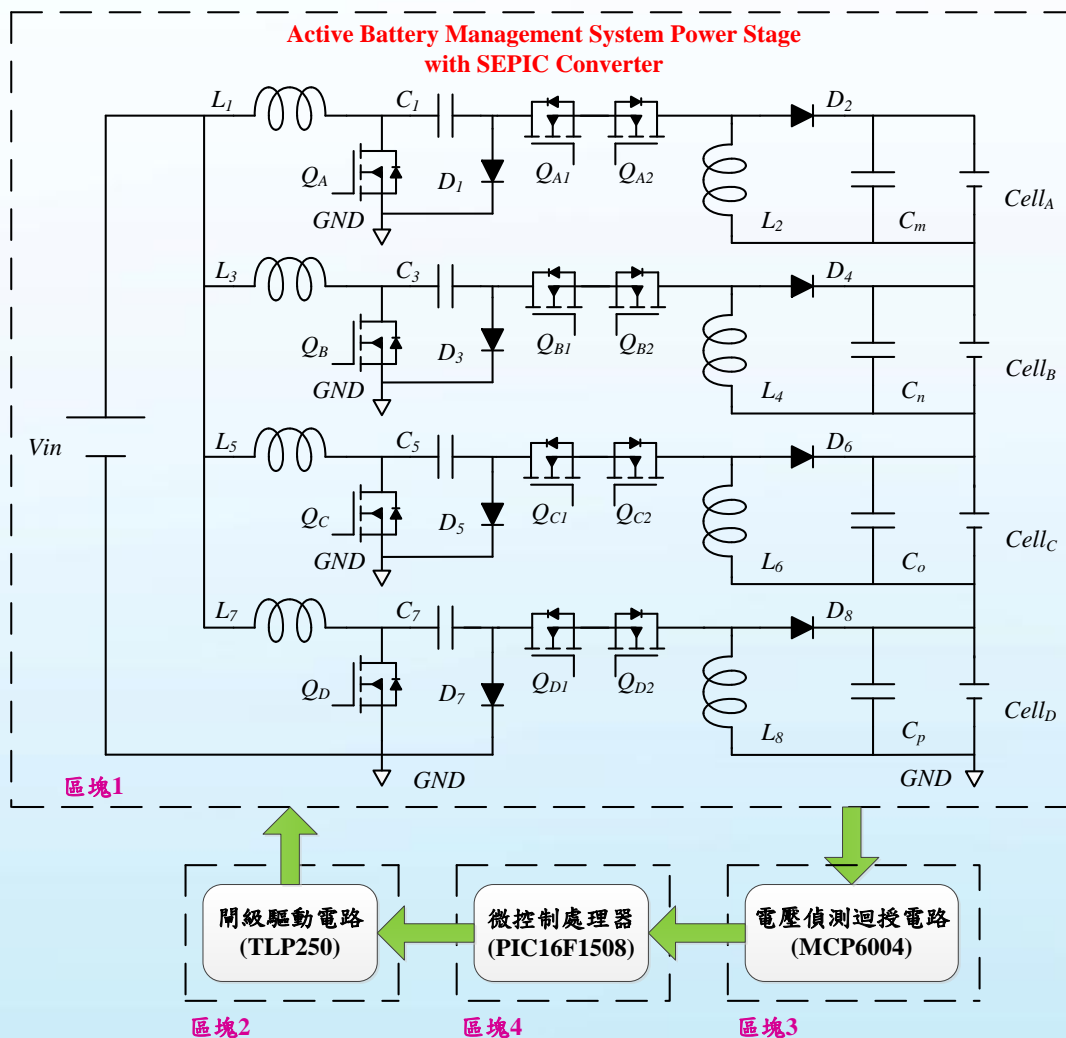 Active Battery Management System Power Stage
with SEPIC Converter
L1 C1 D2
QA D1 QA1 QA2 L2 Cm CellA
GND
L3 C3 D4
QB D3 QB1 QB2 L4 Cn CellB
GND
Vin
L5 C5 D6
QC D5 QC1 QC2 L6 Co CellC
GND
L7 C7 D8
QD D7 QD1 QD2 L8 Cp CellD
GND GND
區塊1
閘級驅動電路
(TLP250)
微控制處理器
(PIC16F1508)
電壓偵測迴授電路
(MCP6004)
區塊2
區塊4
區塊3